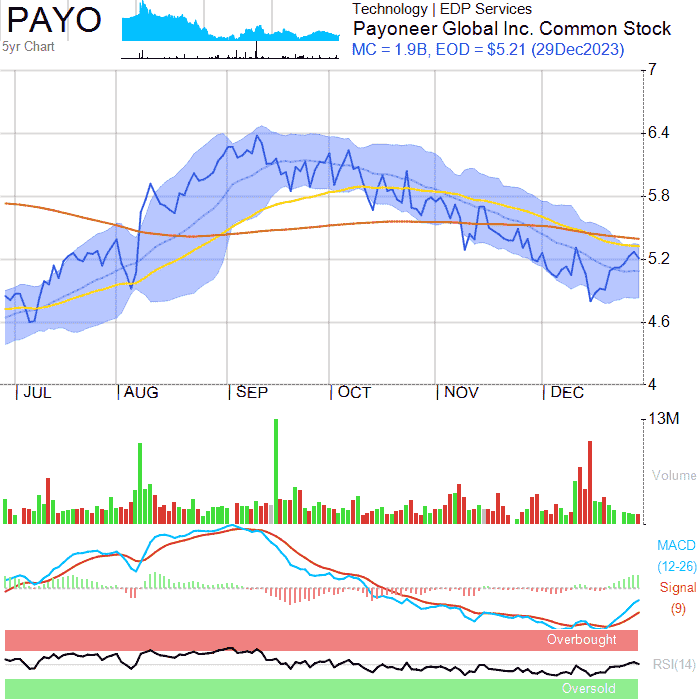 PAYO
5yr Chart
Technology | EDP Services
Payoneer Global Inc. Common Stock
MC = 1.9B, EOD = $5.21 (29Dec2023)
7
6.4
5.8
5.2
4.6
4
JUL AUG SEP OCT NOV DEC
13M
Volume
MACD
(12-26)
Signal
(9)
Overbought
RSI(14)
Oversold